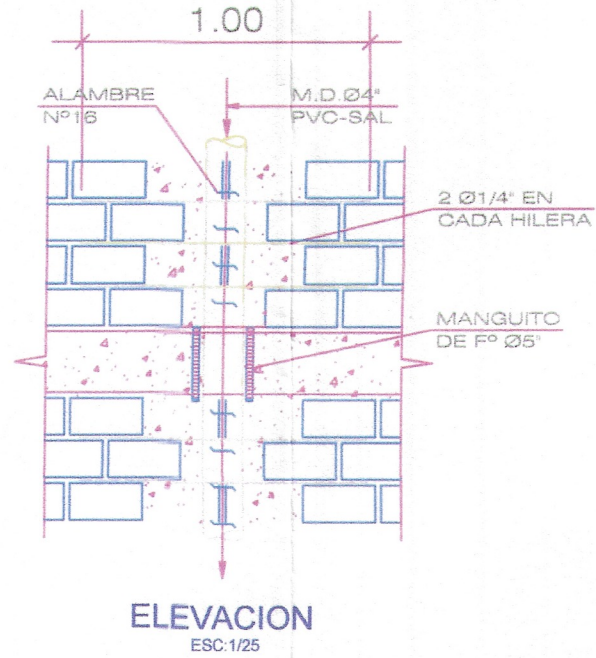 1.00
ALAMBRE
Nº16
M.D.Ø4"
PVC-SAL
2 Ø1/4" EN
CADA HILERA
MANGUITO
DE Fº Ø5"
ELEVACION
ESC:1/25